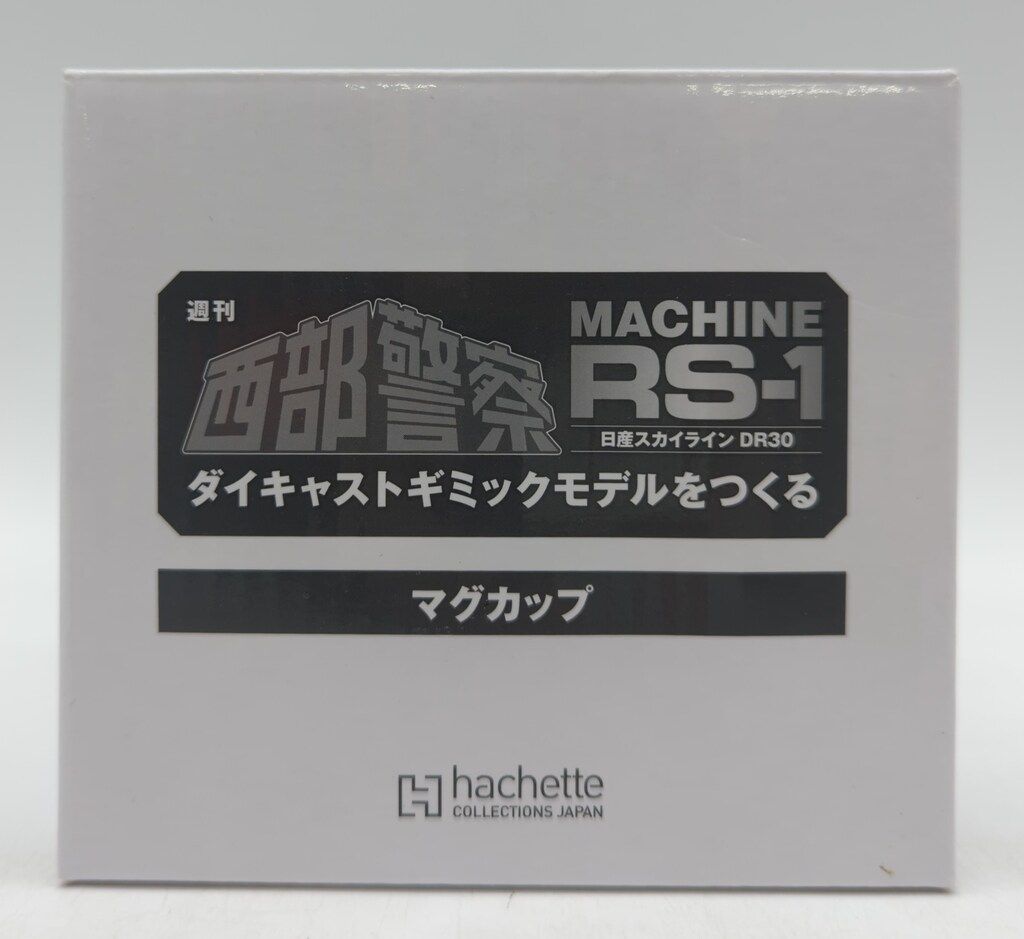 週刊
西部警察
MACHINE
RS-1
日産スカイライン DR30
ダイキャストギミックモデルをつくる
マグカップ
hachette
COLLECTIONS JAPAN